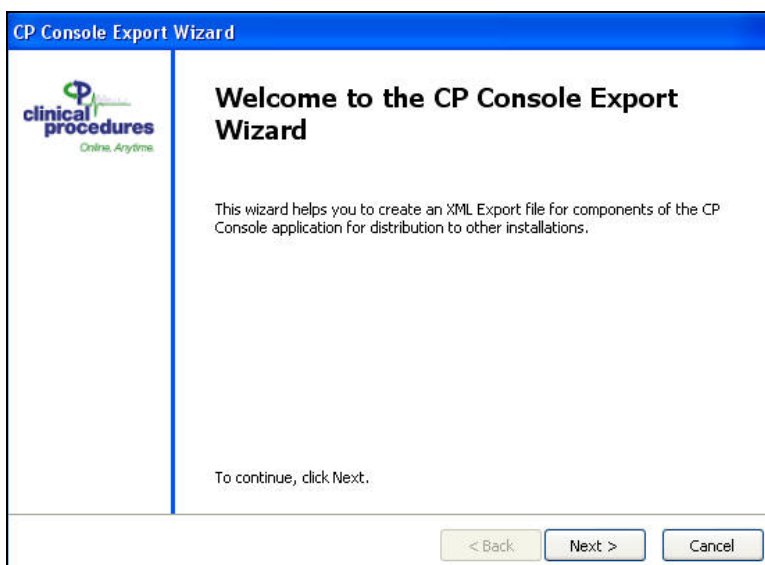 CP Console Export Wizard
CP
clinical
procedures
Online. Anytime.
Welcome to the CP Console Export
Wizard
This wizard helps you to create an XML Export file for components of the CP
Console application for distribution to other installations.
To continue, click Next.
< Back
Next >
Cancel